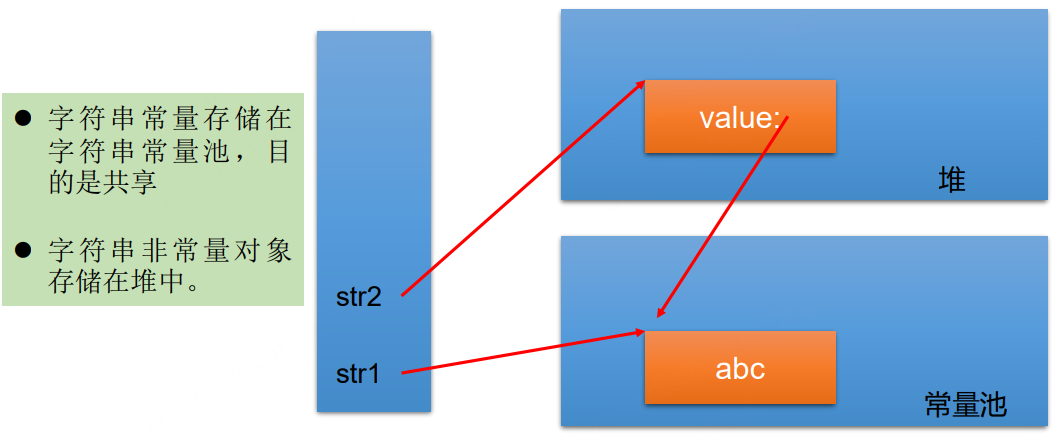 ● 字符串常量存储在
字符串常量池，目
的是共享
● 字符串非常量对象
存储在堆中。
str2
str1
value:
堆
abc
常量池